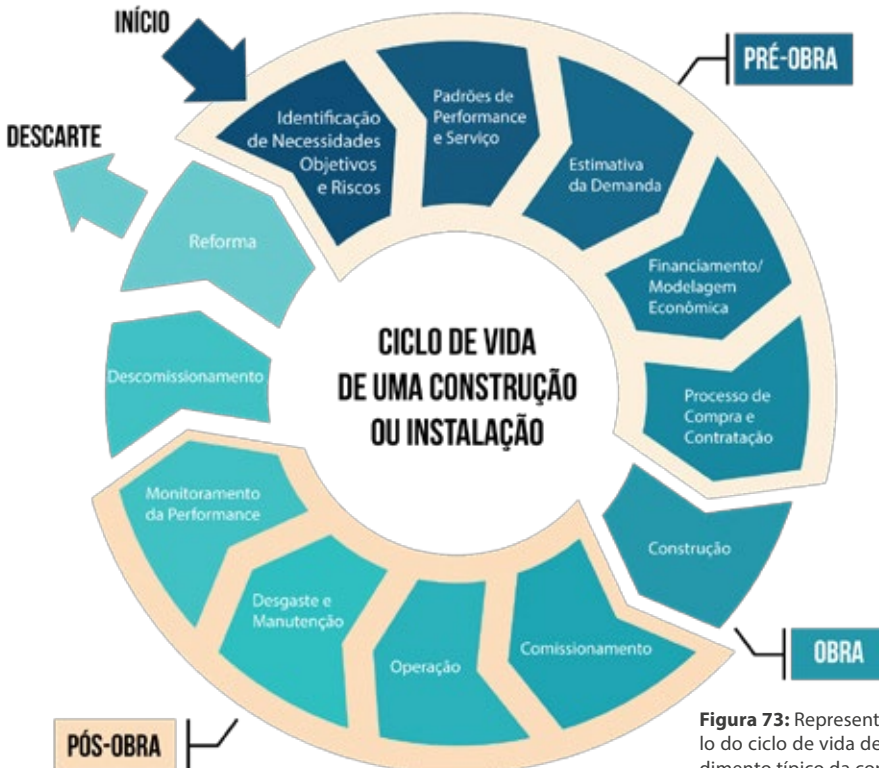 INÍCIO
PRÉ-OBRA
DESCARTE
Identificação
de Necessidades
Objetivos
e Riscos
Padrões de
Performance
e Serviço
Estimativa
da Demanda
Financiamento/
Modelagem
Econômica
Processo de
Compra e
Contratação
Construção
OBRA
Comissionamento
Operação
Desgaste e
Manutenção
PÓS-OBRA
Monitoramento
da Performance
Descomissionamento
Reforma
CICLO DE VIDA
DE UMA CONSTRUÇÃO
OU INSTALAÇÃO
Figura 73: Represent
lo do ciclo de vida de
dimento típico da